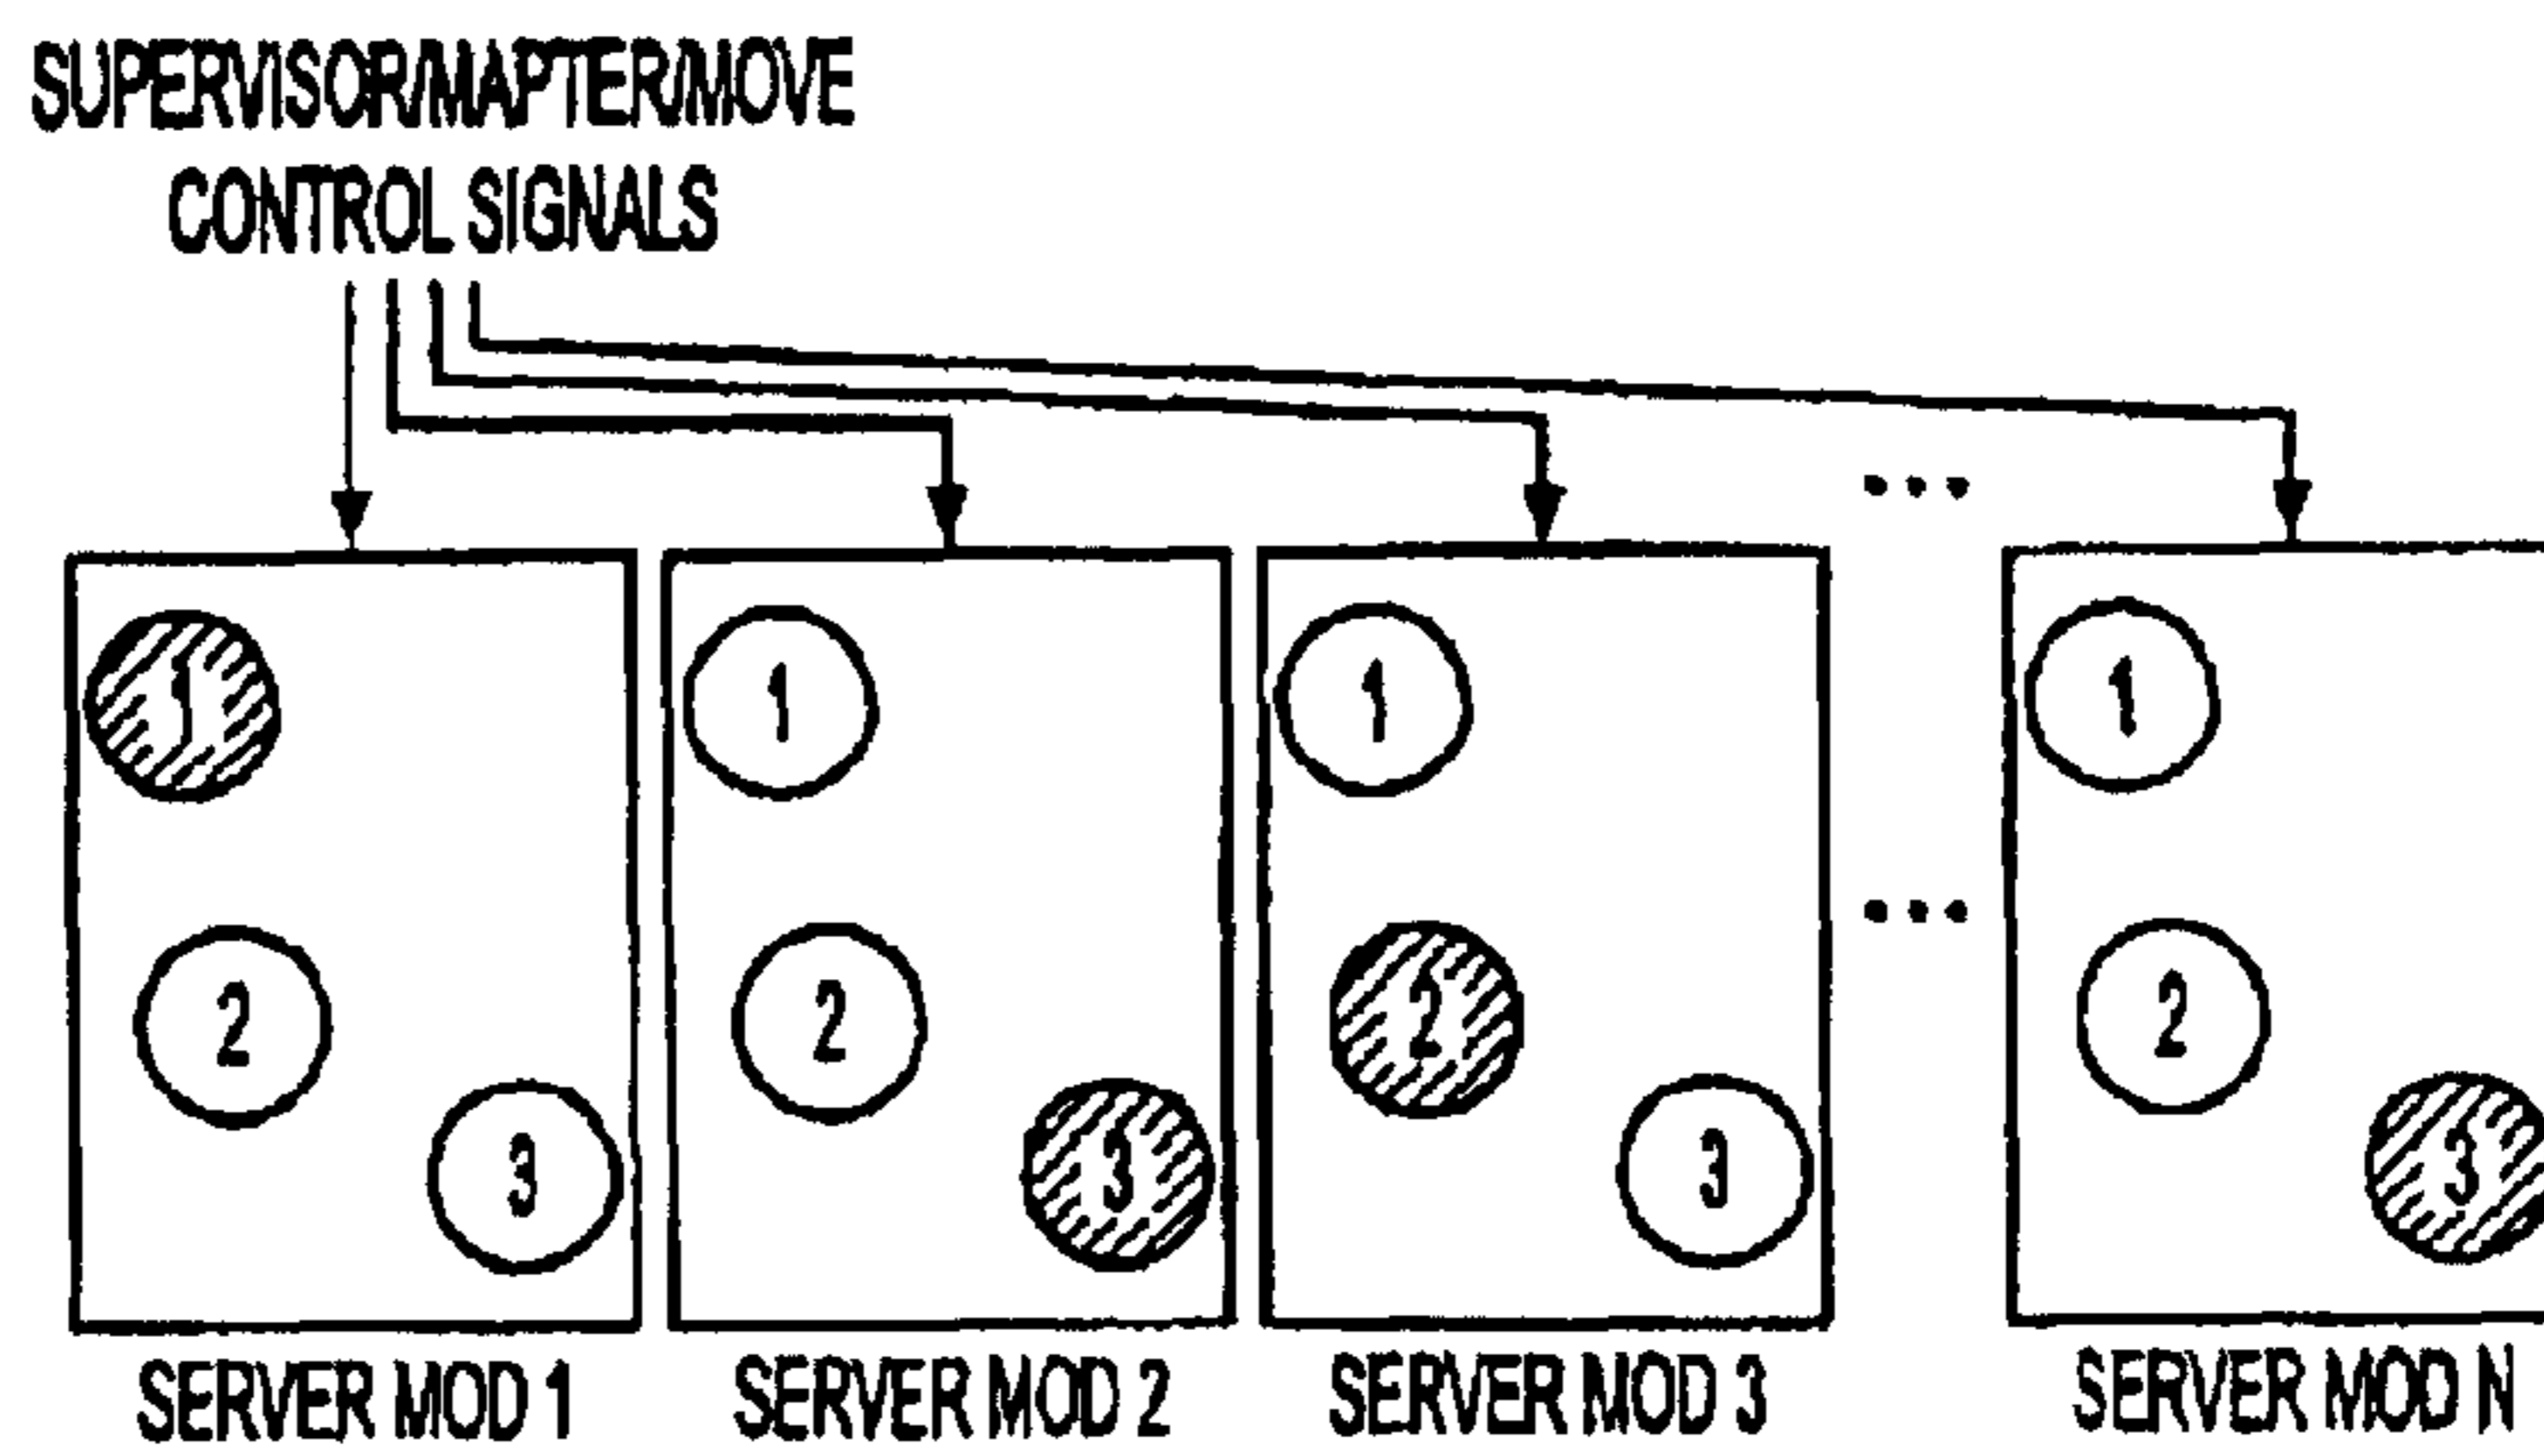 SUPERVISOR/MAPTER/MOVE
CONTROL SIGNALS
1
2
3
SERVER MOD 1
1
2
3
SERVER MOD 2
1
2
3
SERVER MOD 3
1
2
3
SERVER MOD N